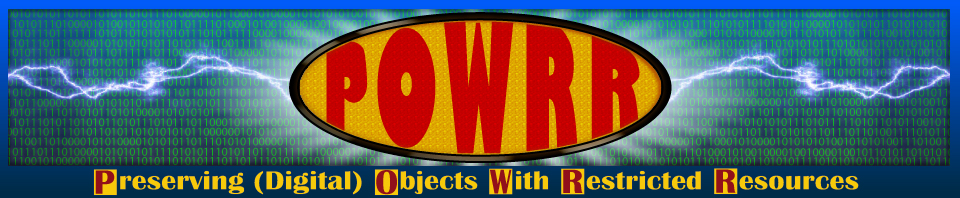 POWRR
Preserving (Digital) Objects With Restricted Resources